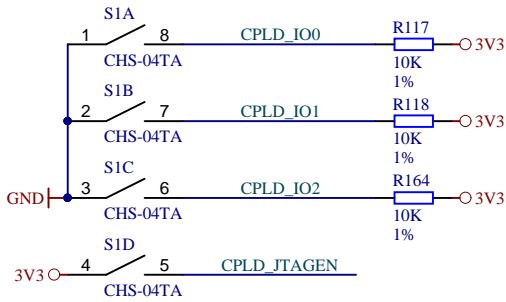 S1A
1 8 CPLD_IO0 R117 3V3
CHS-04TA 10K
1%
S1B
2 7 CPLD_IO1 R118 3V3
CHS-04TA 10K
1%
S1C
GND 3 6 CPLD_IO2 R164 3V3
CHS-04TA 10K
1%
S1D
3V3 4 5 CPLD_JTAGEN
CHS-04TA